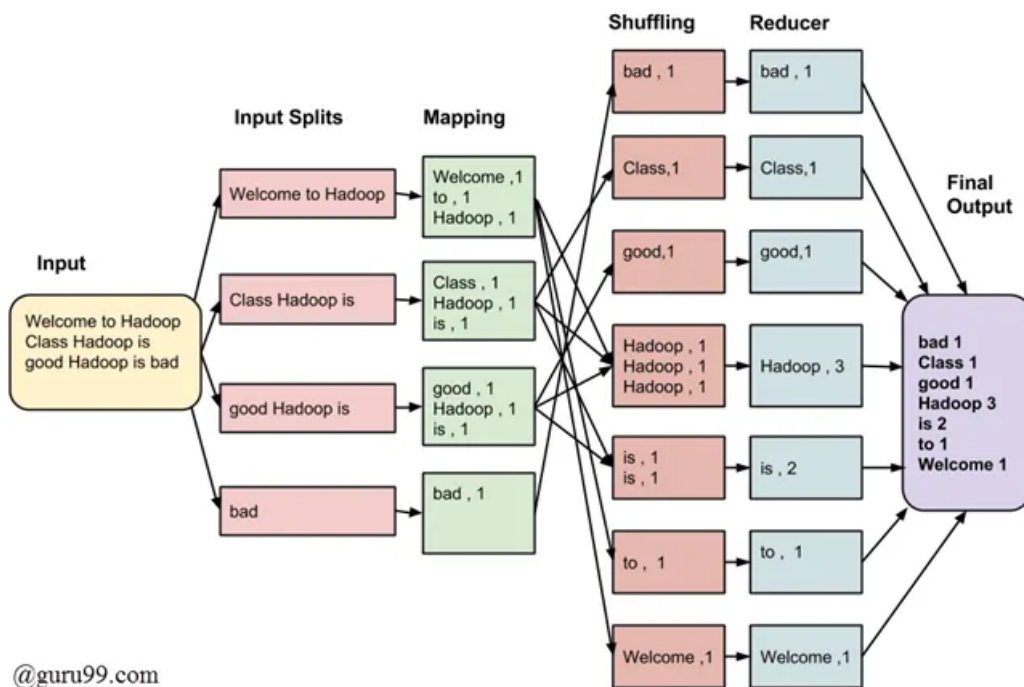 Shuffling
Reducer
Input Splits
Mapping
Final
Output
Input
Welcome to Hadoop
Class Hadoop is
good Hadoop is bad
Welcome to Hadoop
Class Hadoop is
good Hadoop is
bad
Welcome ,1
to , 1
Hadoop , 1
Class , 1
Hadoop , 1
is , 1
good , 1
Hadoop , 1
is , 1
bad , 1
bad , 1
Class,1
good,1
Hadoop , 1
Hadoop , 1
Hadoop , 1
is , 1
is , 1
to , 1
Welcome ,1
bad , 1
Class,1
good,1
Hadoop , 3
is , 2
to , 1
Welcome ,1
bad 1
Class 1
good 1
Hadoop 3
is 2
to 1
Welcome 1
@guru99.com